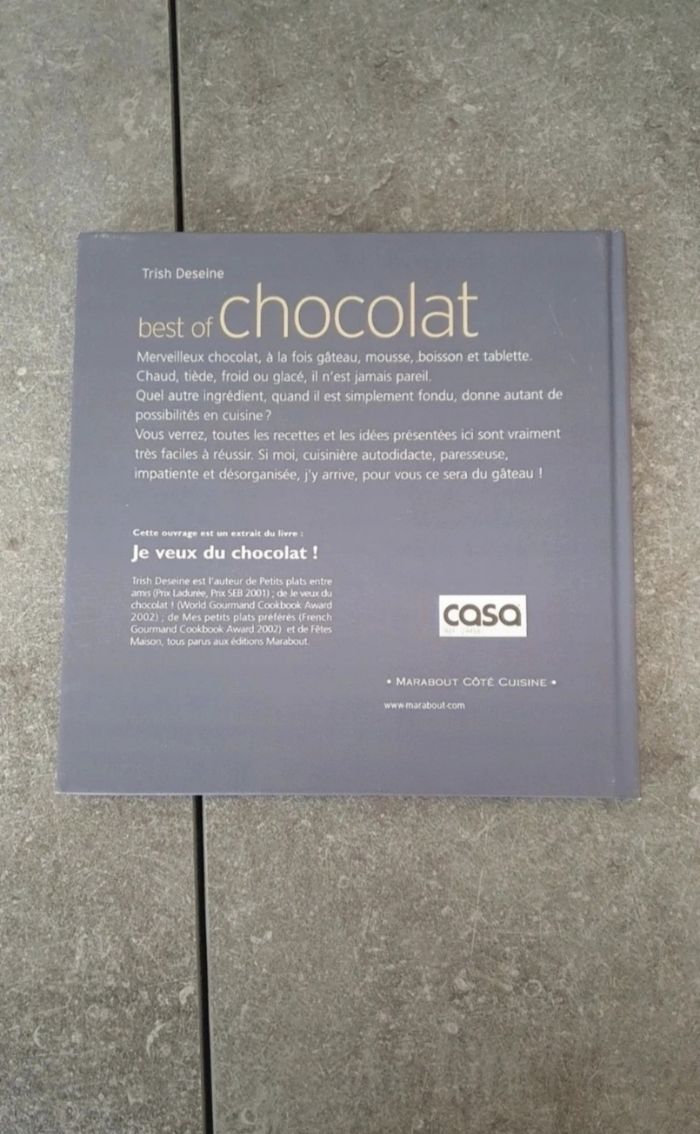 Trish Deseine
best of chocolat
Merveilleux chocolat, à la fois gâteau, mousse, boisson et tablette.
Chaud, tiède, froid ou glacé, il n'est jamais pareil.
Quel autre ingrédient, quand il est simplement fondu, donne autant de
possibilités en cuisine ?
Vous verrez, toutes les recettes et les idées présentées ici sont vraiment
très faciles à réussir. Si moi, cuisinière autodidacte, paresseuse,
impatiente et désorganisée, j'y arrive, pour vous ce sera du gâteau !
Cette ouvrage est un extrait du livre :
Je veux du chocolat !
Trish Deseine est l'auteur de Petits plats entre
amis (Prix Ladurée, Prix SEB 2001) ; de Je veux du
chocolat ! (World Gourmand Cookbook Award
2002) ; de Mes petits plats préférés (French
Gourmand Cookbook Award 2002) et de Fêtes
Maison, tous parus aux éditions Marabout.
casa
• MARABOUT CÔTÉ CUISINE •
www.marabout.com